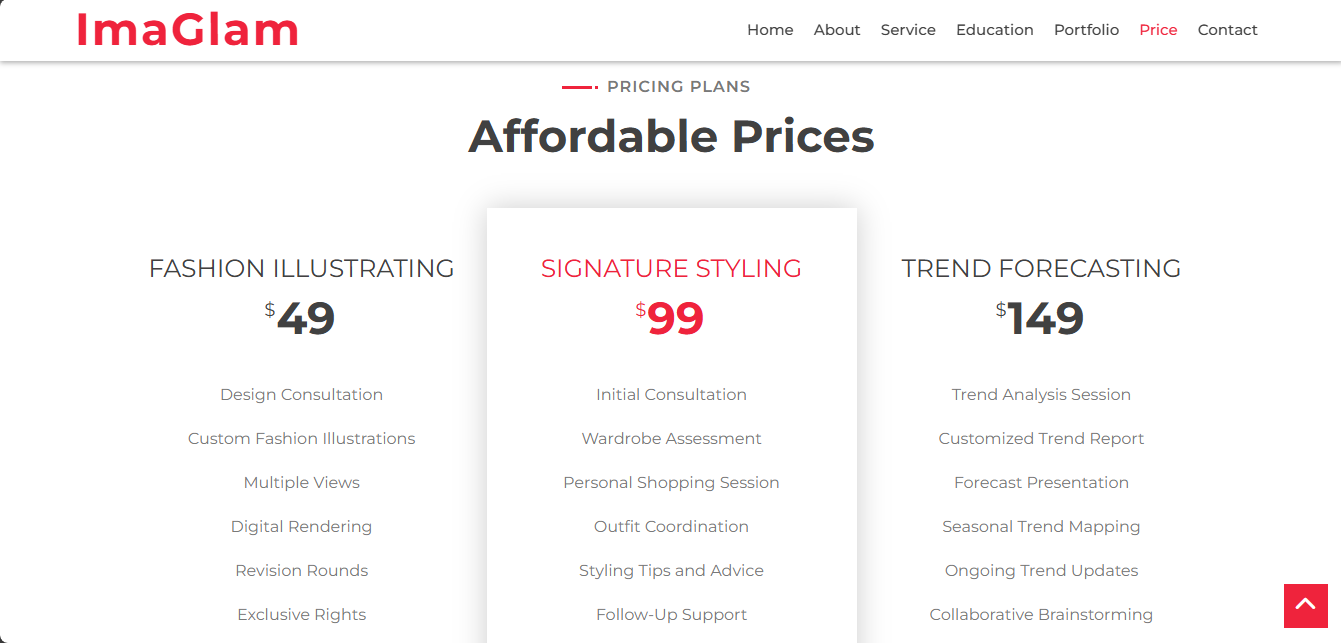 ImaGlam
Home About Service Education Portfolio Price Contact
PRICING PLANS
Affordable Prices
FASHION ILLUSTRATING
$49
Design Consultation
Custom Fashion Illustrations
Multiple Views
Digital Rendering
Revision Rounds
Exclusive Rights
SIGNATURE STYLING
$99
Initial Consultation
Wardrobe Assessment
Personal Shopping Session
Outfit Coordination
Styling Tips and Advice
Follow-Up Support
TREND FORECASTING
$149
Trend Analysis Session
Customized Trend Report
Forecast Presentation
Seasonal Trend Mapping
Ongoing Trend Updates
Collaborative Brainstorming